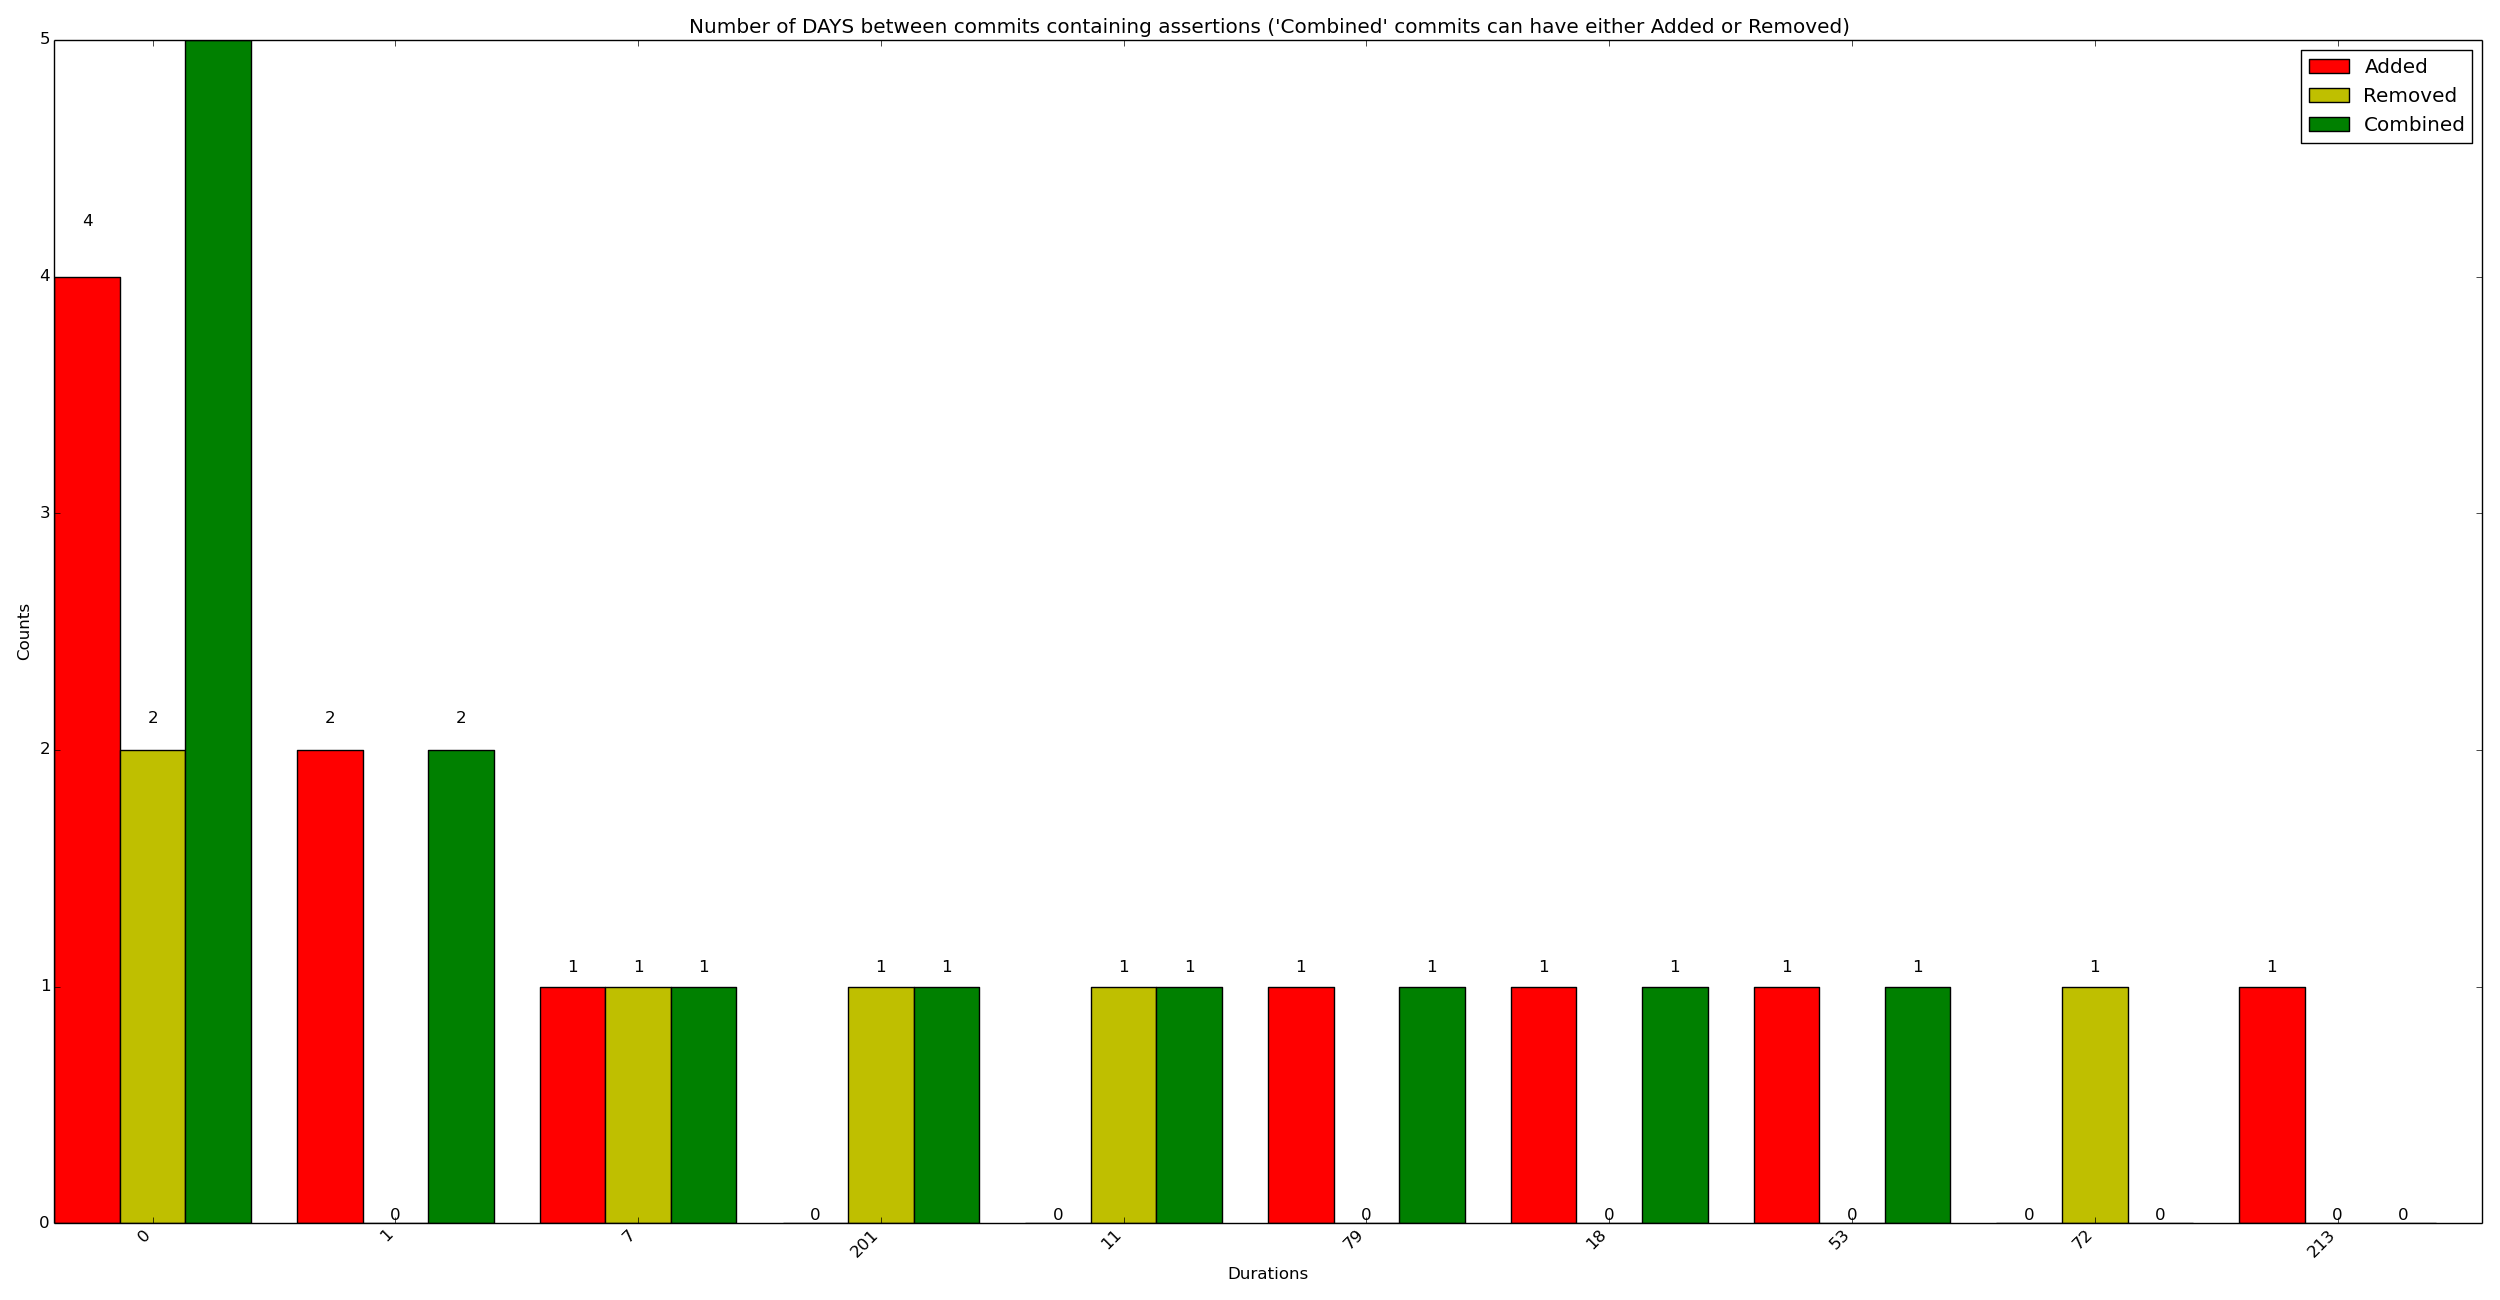 Number of DAYS between commits containing assertions ('Combined' commits can have either Added or Removed)
5
Added
Removed
Combined
4
4
3
Counts
2
2 2 2
1
1 1 1 1 1 1 1 1 1 1 1 1 1 1 1
0
0 0 0 0 0 0 0 0 0 0
0 1 7 201 11 79 18 53 72 213
Durations